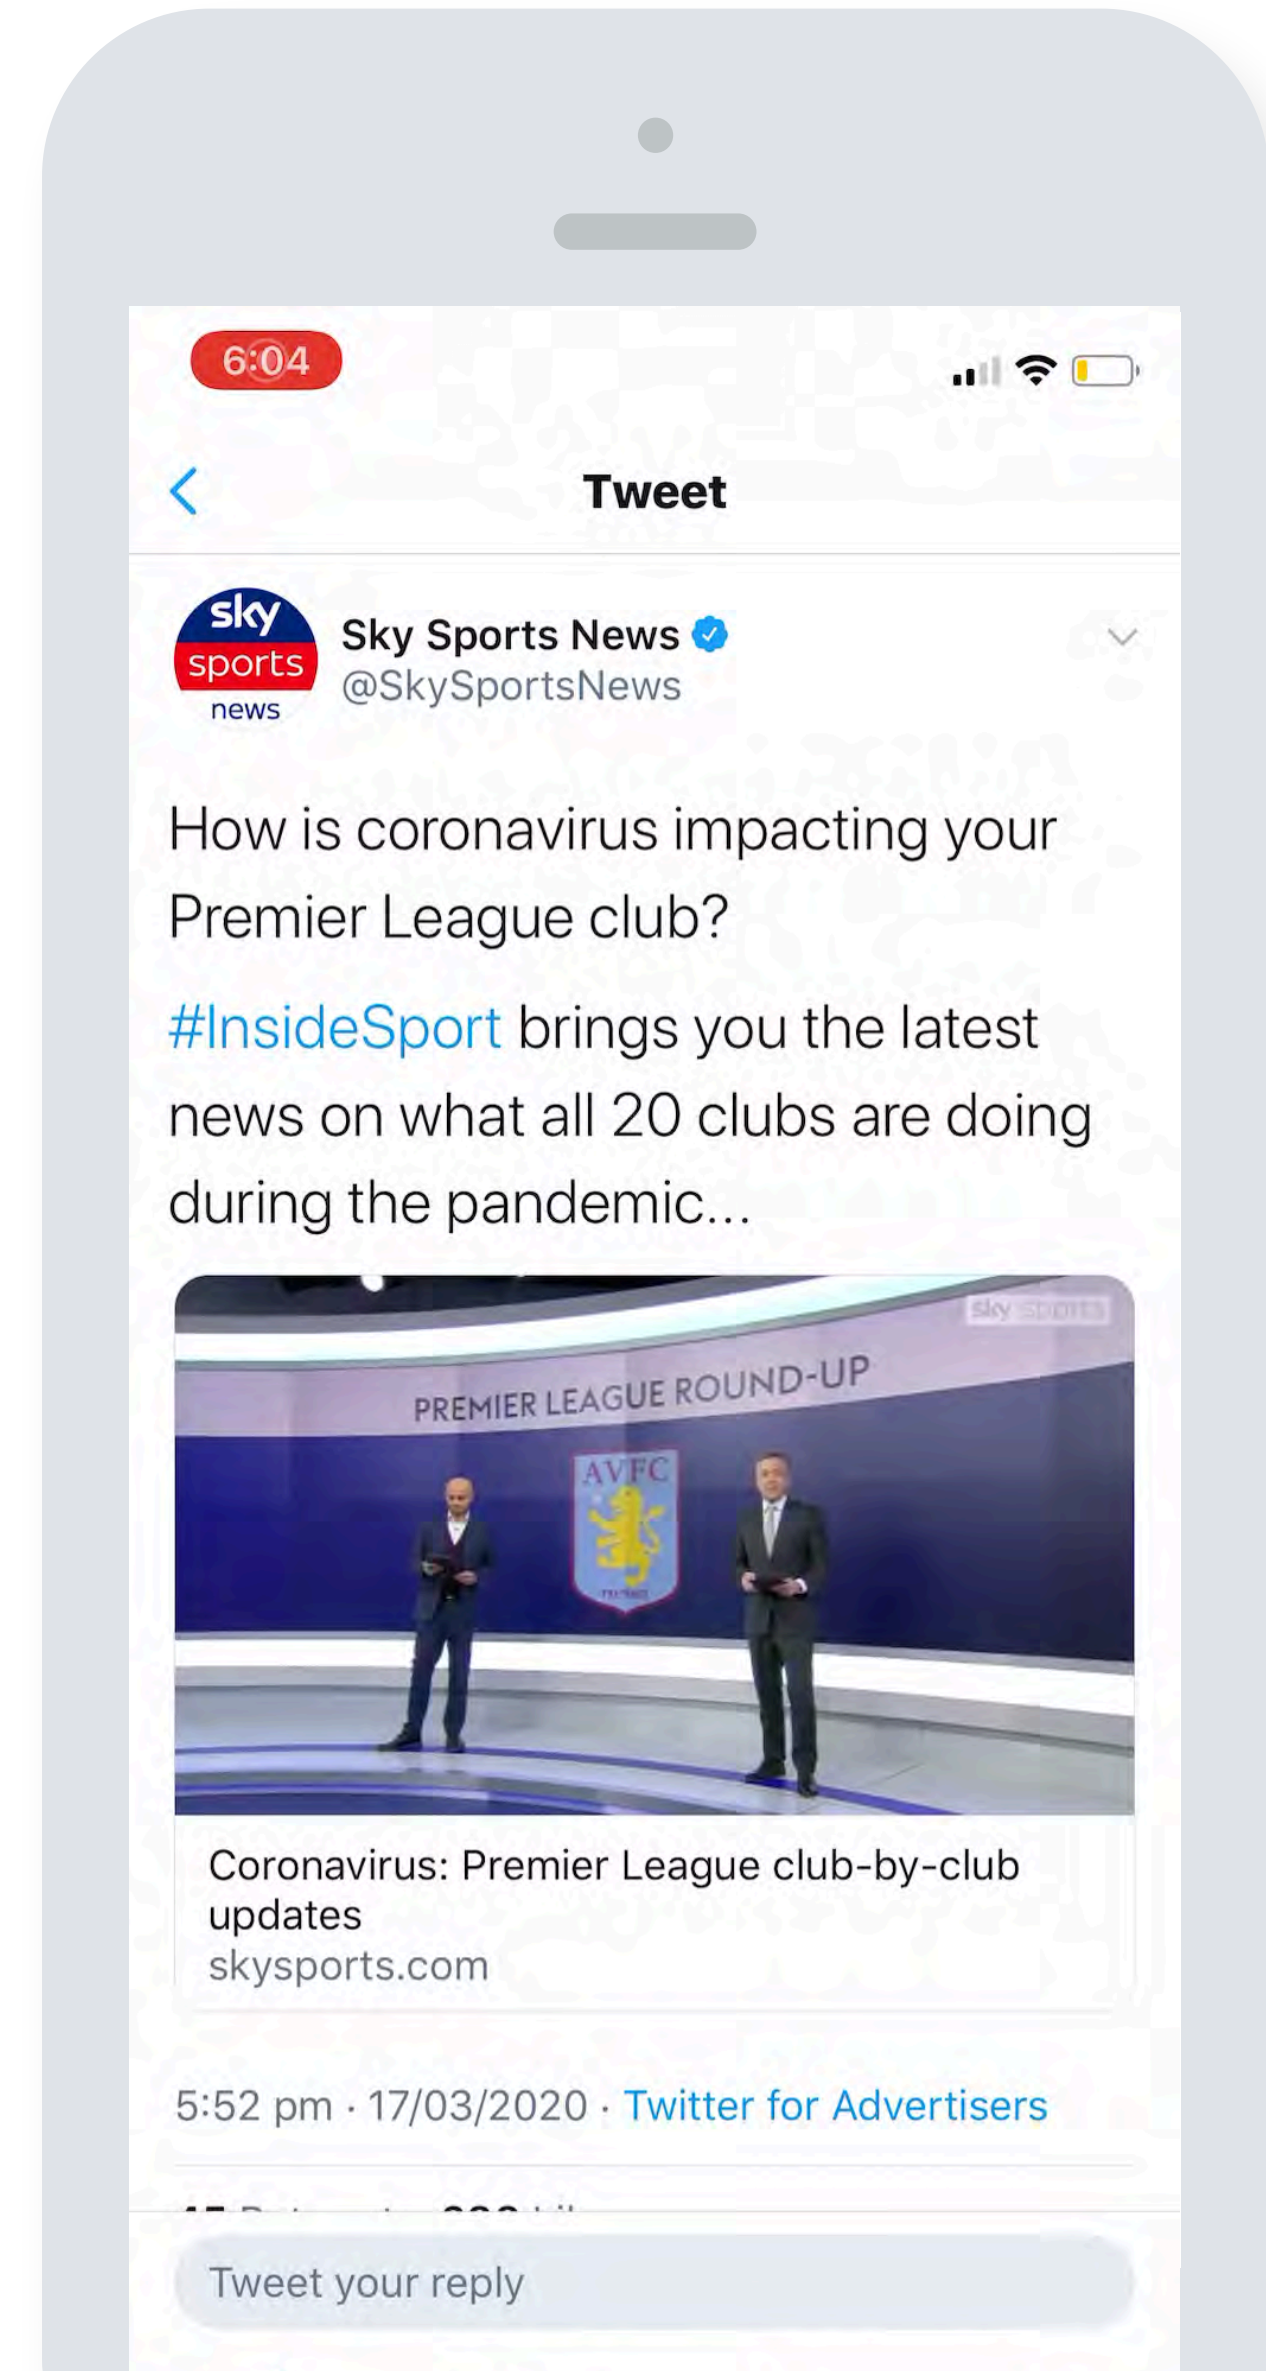 6:04
Tweet
sky
sports
news
Sky Sports News
@SkySportsNews
How is coronavirus impacting your
Premier League club?
#InsideSport brings you the latest
news on what all 20 clubs are doing
during the pandemic...
sky sports
PREMIER LEAGUE ROUND-UP
AVFC
Coronavirus: Premier League club-by-club
updates
skysports.com
5:52 pm · 17/03/2020 · Twitter for Advertisers
Tweet your reply